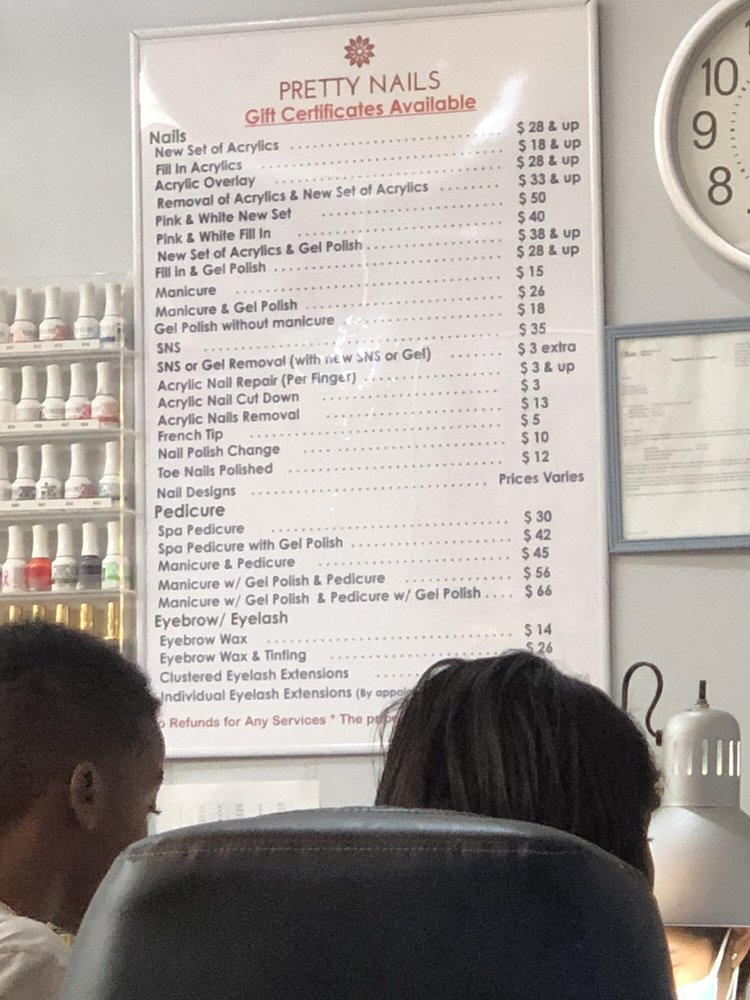 PRETTY NAILS
Gift Certificates Available
Nails
New Set of Acrylics ........ $ 28 & up
Fill In Acrylics ........ $ 18 & up
Acrylic Overlay ........ $ 28 & up
Removal of Acrylics & New Set of Acrylics ........ $ 33 & up
Pink & White New Set ........ $ 50
Pink & White Fill In ........ $ 40
New Set of Acrylics & Gel Polish ........ $ 38 & up
Fill in & Gel Polish ........ $ 28 & up
Manicure ........ $ 15
Manicure & Gel Polish ........ $ 26
Gel Polish without manicure ........ $ 18
SNS ........ $ 35
SNS or Gel Removal (with new SNS or Gel) ........ $ 3 extra
Acrylic Nail Repair (Per Finger) ........ $ 3 & up
Acrylic Nail Cut Down ........ $ 3
Acrylic Nails Removal ........ $ 13
French Tip ........ $ 5
Nail Polish Change ........ $ 10
Toe Nails Polished ........ $ 12
Nail Designs ........ Prices Varies
Pedicure
Spa Pedicure ........ $ 30
Spa Pedicure with Gel Polish ........ $ 42
Manicure & Pedicure ........ $ 45
Manicure w/ Gel Polish & Pedicure ........ $ 56
Manicure w/ Gel Polish & Pedicure w/ Gel Polish .... $ 66
Eyebrow/ Eyelash
Eyebrow Wax ........ $ 14
Eyebrow Wax & Tinting ........ $ 26
Clustered Eyelash Extensions ....
Individual Eyelash Extensions (By
Refunds for Any Services * The
10
9
8